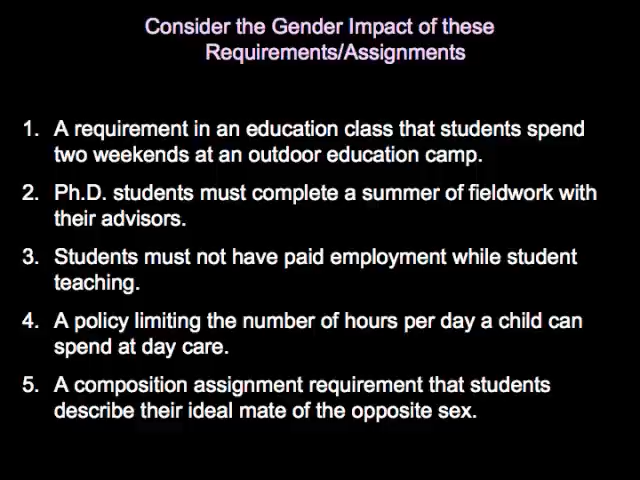 Consider the Gender Impact of these
Requirements/Assignments
1. A requirement in an education class that students spend
two weekends at an outdoor education camp.
2. Ph.D. students must complete a summer of fieldwork with
their advisors.
3. Students must not have paid employment while student
teaching.
4. A policy limiting the number of hours per day a child can
spend at day care.
5. A composition assignment requirement that students
describe their ideal mate of the opposite sex.